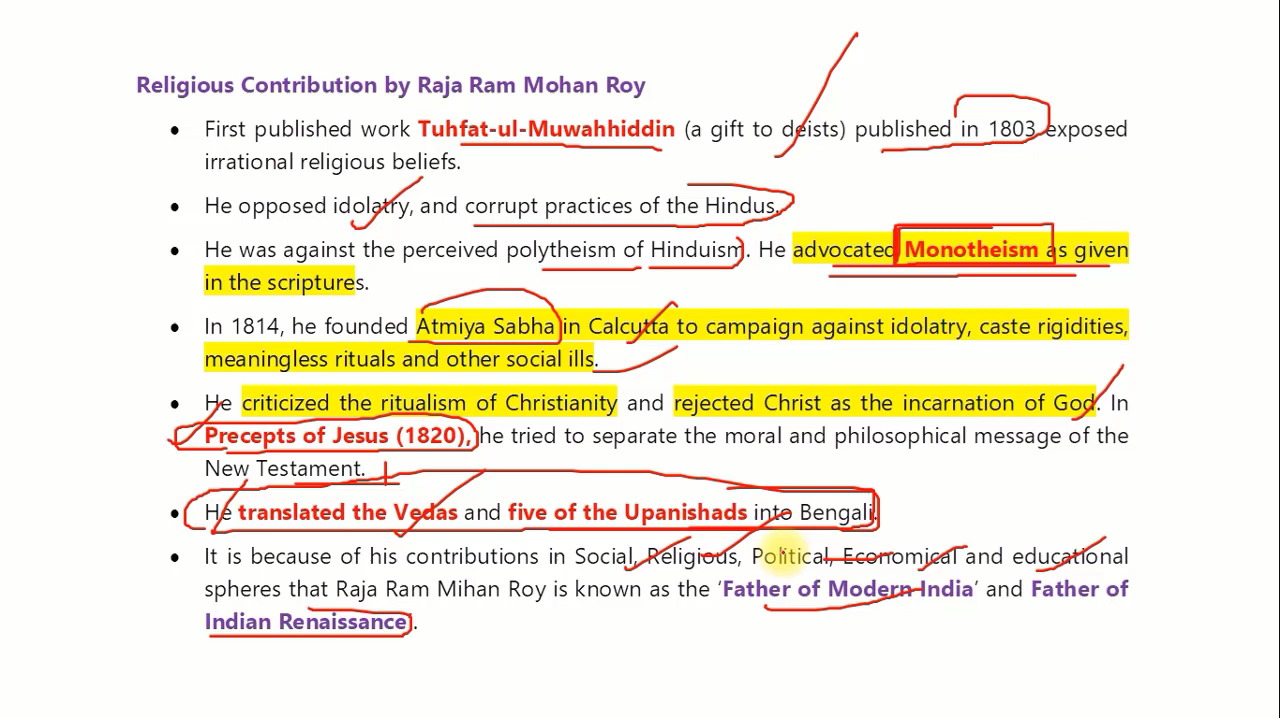 Religious Contribution by Raja Ram Mohan Roy
• First published work Tuhfat-ul-Muwahhiddin (a gift to deists) published in 1803 exposed
irrational religious beliefs.
• He opposed idolatry, and corrupt practices of the Hindus.
• He was against the perceived polytheism of Hinduism. He advocated Monotheism as given
in the scriptures.
• In 1814, he founded Atmiya Sabha in Calcutta to campaign against idolatry, caste rigidities,
meaningless rituals and other social ills.
• He criticized the ritualism of Christianity and rejected Christ as the incarnation of God. In
Precepts of Jesus (1820), he tried to separate the moral and philosophical message of the
New Testament.
• He translated the Vedas and five of the Upanishads into Bengali.
• It is because of his contributions in Social, Religious, Political, Economical and educational
spheres that Raja Ram Mihan Roy is known as the ‘Father of Modern India’ and Father of
Indian Renaissance’.